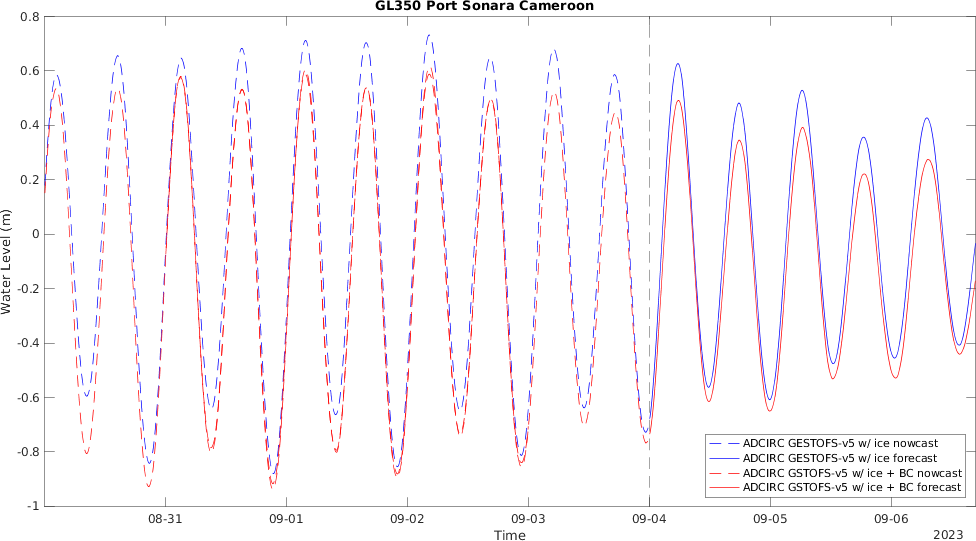 GL350 Port Sonara Cameroon
0.8
0.6
0.4
0.2
0
-0.2
-0.4
-0.6
-0.8
-1
Water Level (m)
ADCIRC GESTOFS-v5 w/ ice nowcast
ADCIRC GESTOFS-v5 w/ ice forecast
ADCIRC GSTOFS-v5 w/ ice + BC nowcast
ADCIRC GSTOFS-v5 w/ ice + BC forecast
08-31 09-01 09-02 09-03 09-04 09-05 09-06
Time
2023